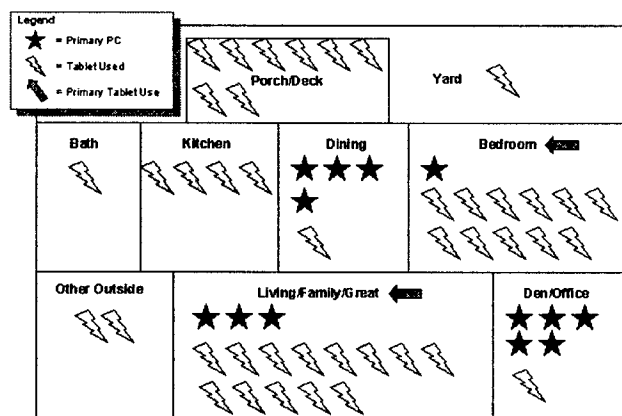 Legend
= Primary PC
= Tablet Used
= Primary Tablet Use
Porch/Deck
Yard
Bath
Kitchen
Dining
Bedroom
Other Outside
Living/Family/Great
Den/Office